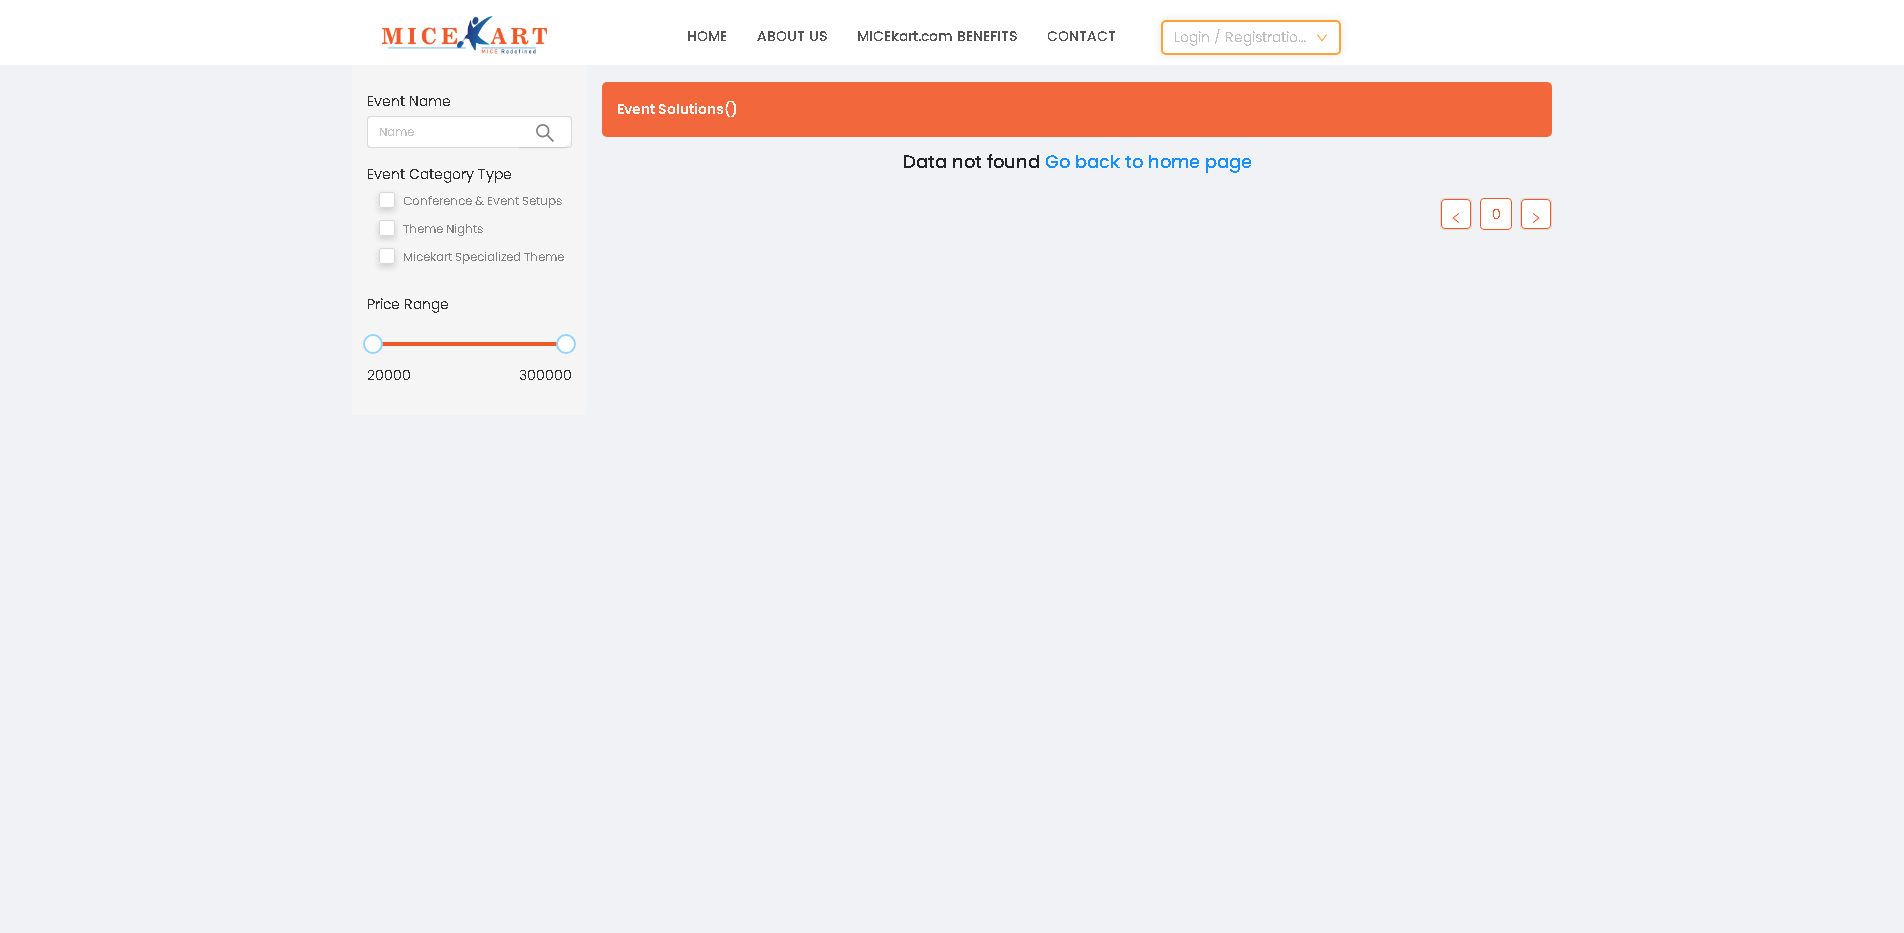 MICEKART
MICE Redefined
HOME ABOUT US MICEkart.com BENEFITS CONTACT Login / Registratio...
Event Name
Name
Event Category Type
Conference & Event Setups
Theme Nights
Micekart Specialized Theme
Price Range
20000 300000
Event Solutions()
Data not found Go back to home page
< 0 >